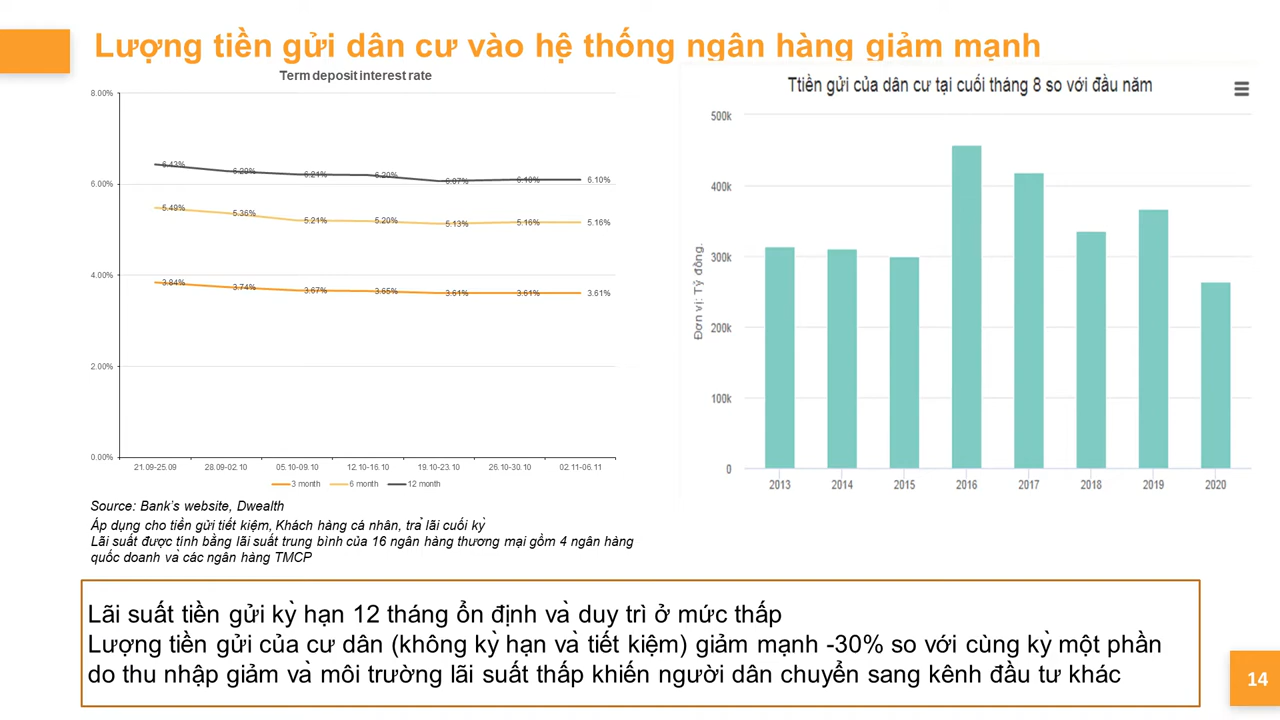 Lượng tiền gửi dân cư vào hệ thống ngân hàng giảm mạnh
Term deposit interest rate
8.00%
6.00%
4.00%
2.00%
0.00%
6.43%
6.29%
6.21%
6.20%
6.07%
6.10%
6.10%
5.49%
5.36%
5.21%
5.20%
5.13%
5.16%
5.16%
3.84%
3.74%
3.67%
3.65%
3.61%
3.61%
3.61%
21.09-25.09
28.09-02.10
05.10-09.10
12.10-16.10
19.10-23.10
26.10-30.10
02.11-06.11
3 month
6 month
12 month
Source: Bank's website, Dwealth
Áp dụng cho tiền gửi tiết kiệm, Khách hàng cá nhân, trả lãi cuối kỳ
Lãi suất được tính bằng lãi suất trung bình của 16 ngân hàng thương mại gồm 4 ngân hàng
quốc doanh và các ngân hàng TMCP
Ttiền gửi của dân cư tại cuối tháng 8 so với đầu năm
Đơn vị: Tỷ đồng.
500k
400k
300k
200k
100k
0
2013
2014
2015
2016
2017
2018
2019
2020
Lãi suất tiền gửi kỳ hạn 12 tháng ổn định và duy trì ở mức thấp
Lượng tiền gửi của cư dân (không kỳ hạn và tiết kiệm) giảm mạnh -30% so với cùng kỳ một phần
do thu nhập giảm và môi trường lãi suất thấp khiến người dân chuyển sang kênh đầu tư khác
14